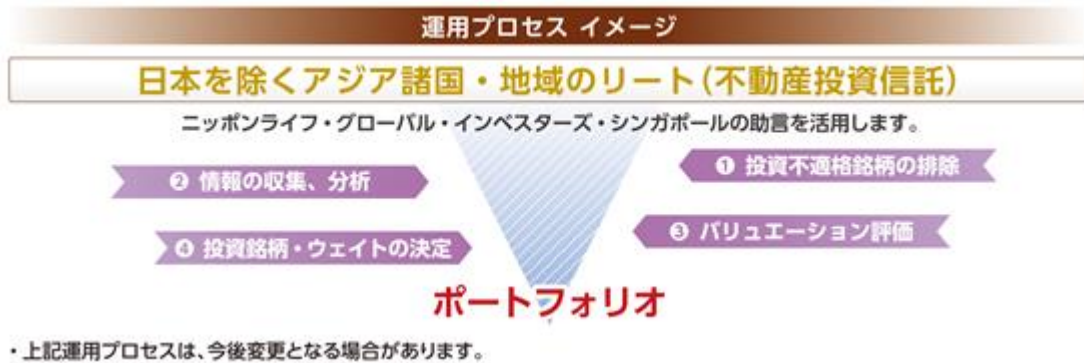 運用プロセス イメージ
日本を除くアジア諸国・地域のリート(不動産投資信託)
ニッポンライフ・グローバル・インベスターズ・シンガポールの助言を活用します。
❶ 投資不適格銘柄の排除
❷ 情報の収集、分析
❸ バリュエーション評価
❹ 投資銘柄・ウェイトの決定
ポートフォリオ
・上記運用プロセスは、今後変更となる場合があります。